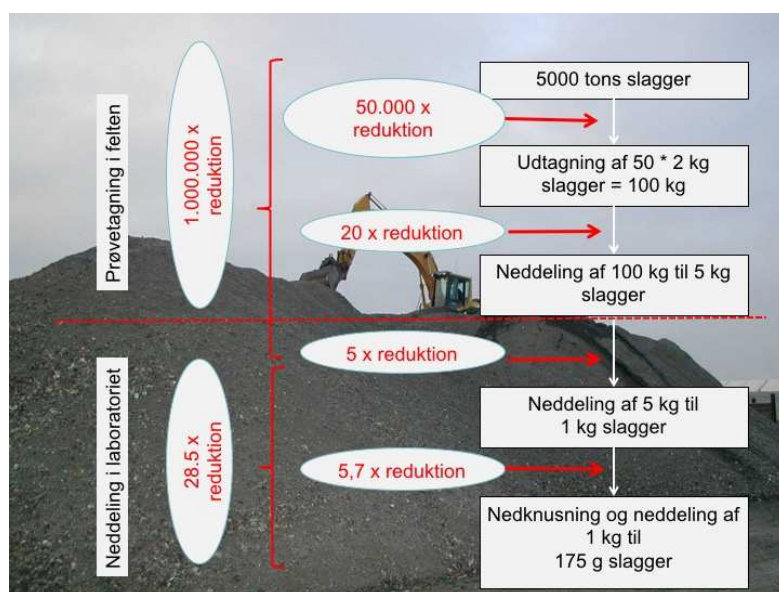 5000 tons slagger
50.000 x
reduktion
Udtagning af 50 * 2 kg
slagger = 100 kg
20 x reduktion
Neddeling af 100 kg til 5 kg
slagger
1.000.000 x
reduktion
Prøvetagning i felten
5 x reduktion
Neddeling af 5 kg til
1 kg slagger
5,7 x reduktion
Nedknusning og neddeling af
1 kg til
175 g slagger
28.5 x
reduktion
Neddeling i laboratoriet